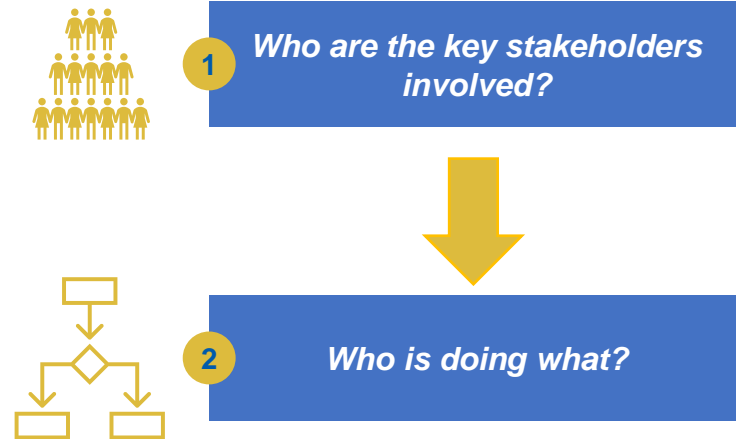 1
Who are the key stakeholders
involved?
2
Who is doing what?